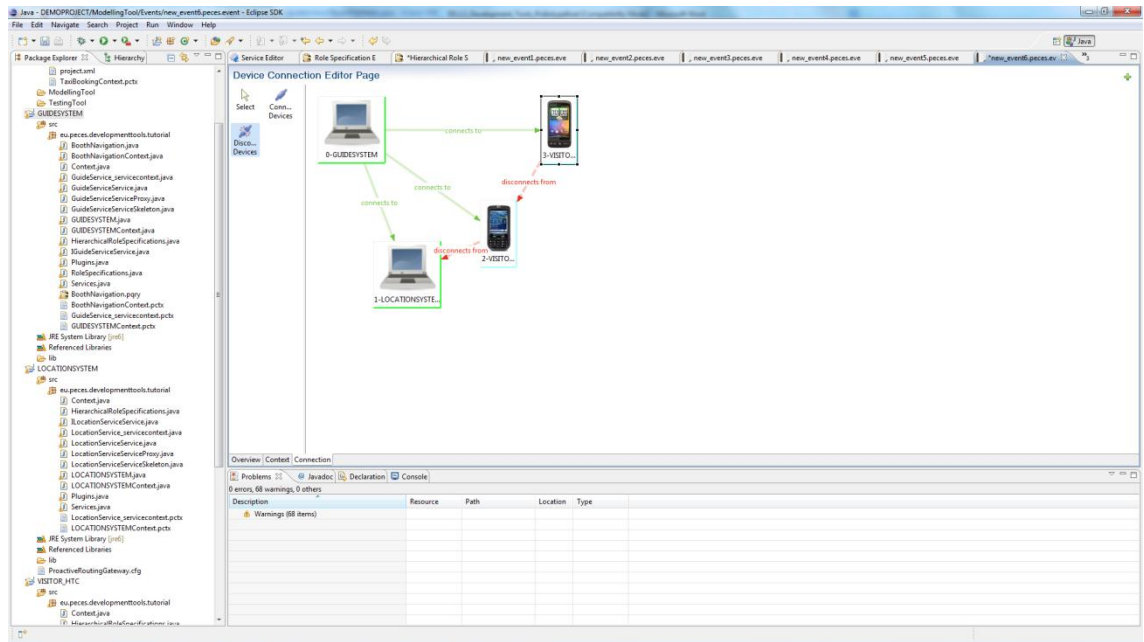 Java - DEMOPROJECT/ModellingTool/Events/new_event6.peces.event - Eclipse SDK
File Edit Navigate Search Project Run Window Help
Java
Package Explorer Hierarchy
project.xml
TaxiBookingContext.pctx
ModellingTool
TestingTool
GUIDESYSTEM
src
eu.peces.developmenttools.tutorial
BoothNavigation.java
BoothNavigationContext.java
Context.java
GuideService_servicecontext.java
GuideServiceService.java
GuideServiceServiceProxy.java
GuideServiceServiceSkeleton.java
GUIDESYSTEM.java
GUIDESYSTEMContext.java
HierarchicalRoleSpecifications.java
IGuideServiceService.java
Plugins.java
RoleSpecifications.java
Services.java
BoothNavigation.pqry
BoothNavigationContext.pctx
GuideService_servicecontext.pctx
GUIDESYSTEMContext.pctx
JRE System Library [jre6]
Referenced Libraries
lib
LOCATIONSYSTEM
src
eu.peces.developmenttools.tutorial
Context.java
HierarchicalRoleSpecifications.java
ILocationServiceService.java
LocationService_servicecontext.java
LocationServiceService.java
LocationServiceServiceProxy.java
LocationServiceServiceSkeleton.java
LOCATIONSYSTEM.java
LOCATIONSYSTEMContext.java
Plugins.java
Services.java
LocationService_servicecontext.pctx
LOCATIONSYSTEMContext.pctx
JRE System Library [jre6]
Referenced Libraries
lib
ProactiveRoutingGateway.cfg
VISITOR_HTC
src
eu.peces.developmenttools.tutorial
Context.java
HierarchicalRoleSpecifications.java
Service Editor Role Specification E *Hierarchical Role S , new_event1.peces.eve , new_event2.peces.eve , new_event3.peces.eve , new_event4.peces.eve , new_event5.peces.eve , *new_event6.peces.ev
Device Connection Editor Page
Select
Conn...
Devices
Disco...
Devices
0-GUIDESYSTEM
connects to
3-VISITO...
connects to
disconnects from
connects to
disconnects from
2-VISITO...
1-LOCATIONSYSTE...
Overview Context Connection
Problems Javadoc Declaration Console
0 errors, 68 warnings, 0 others
Description Resource Path Location Type
Warnings (68 items)